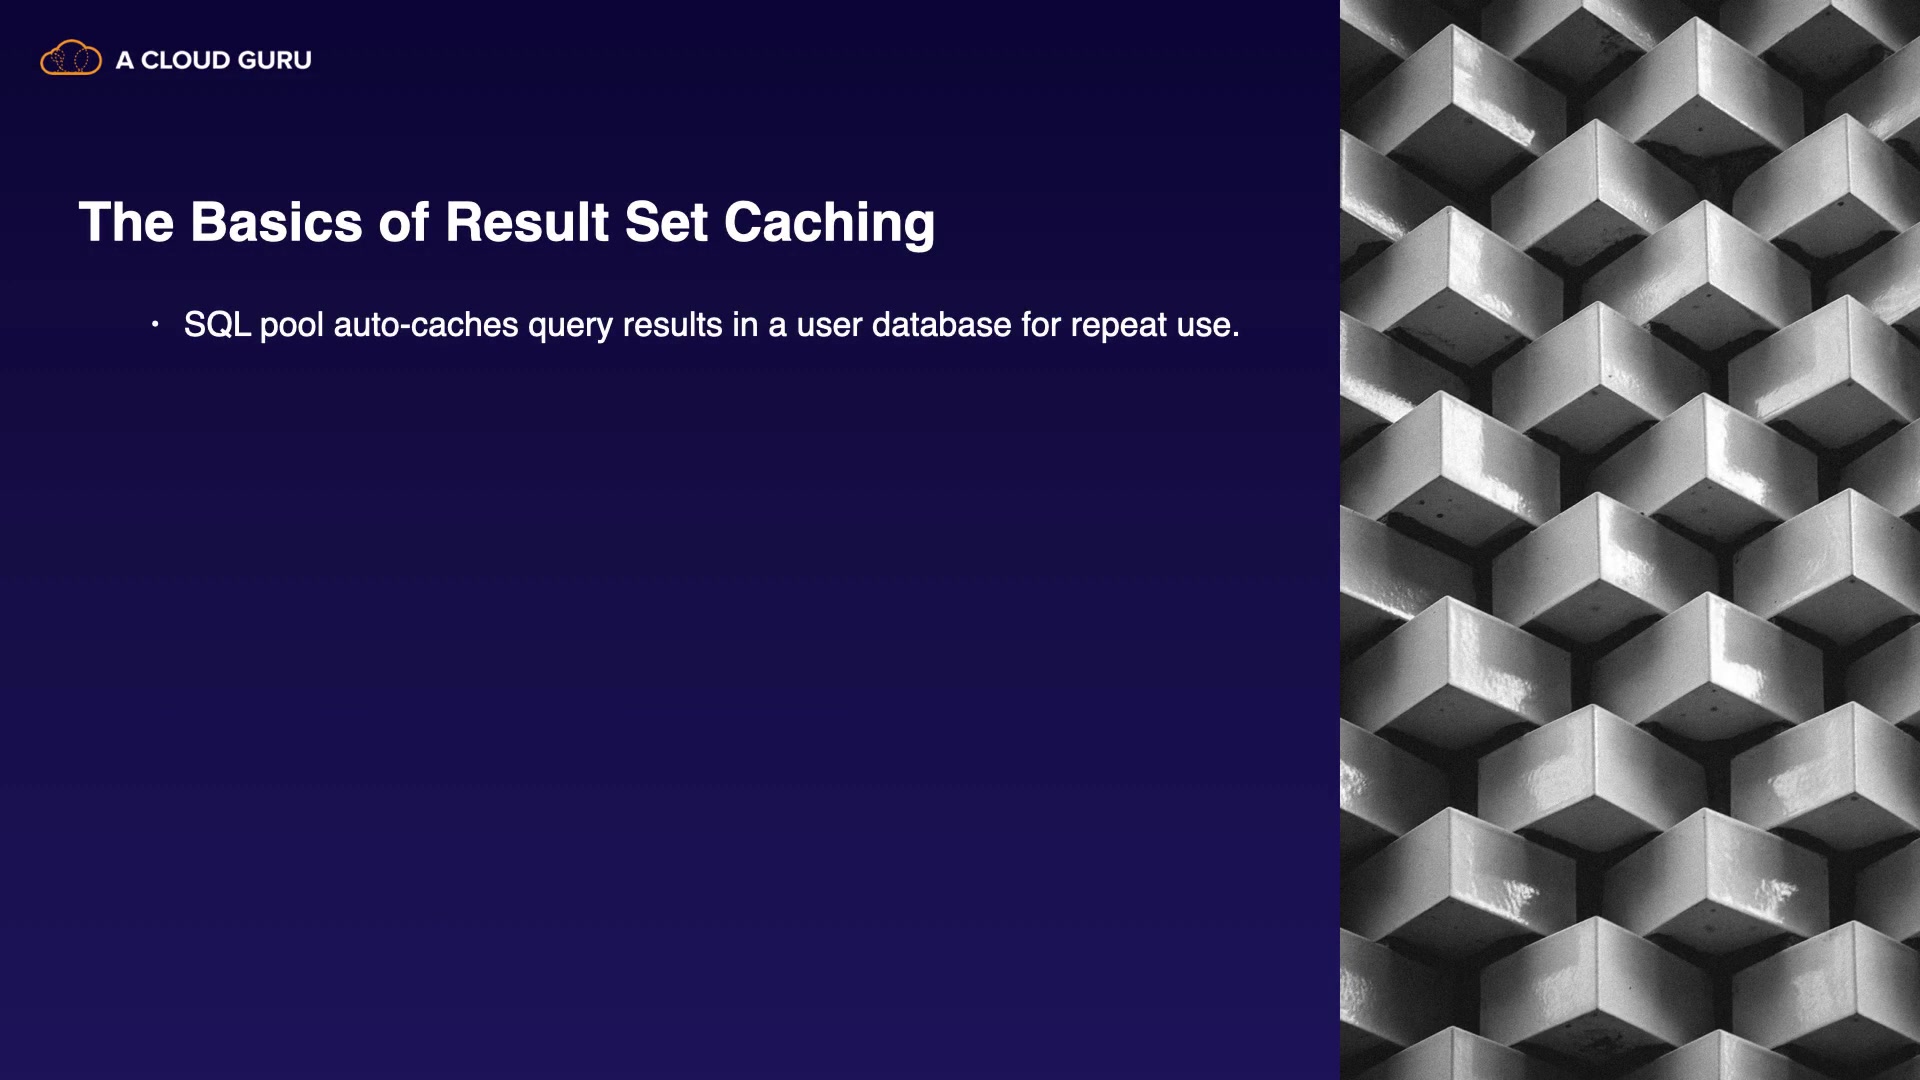 A CLOUD GURU
The Basics of Result Set Caching
• SQL pool auto-caches query results in a user database for repeat use.